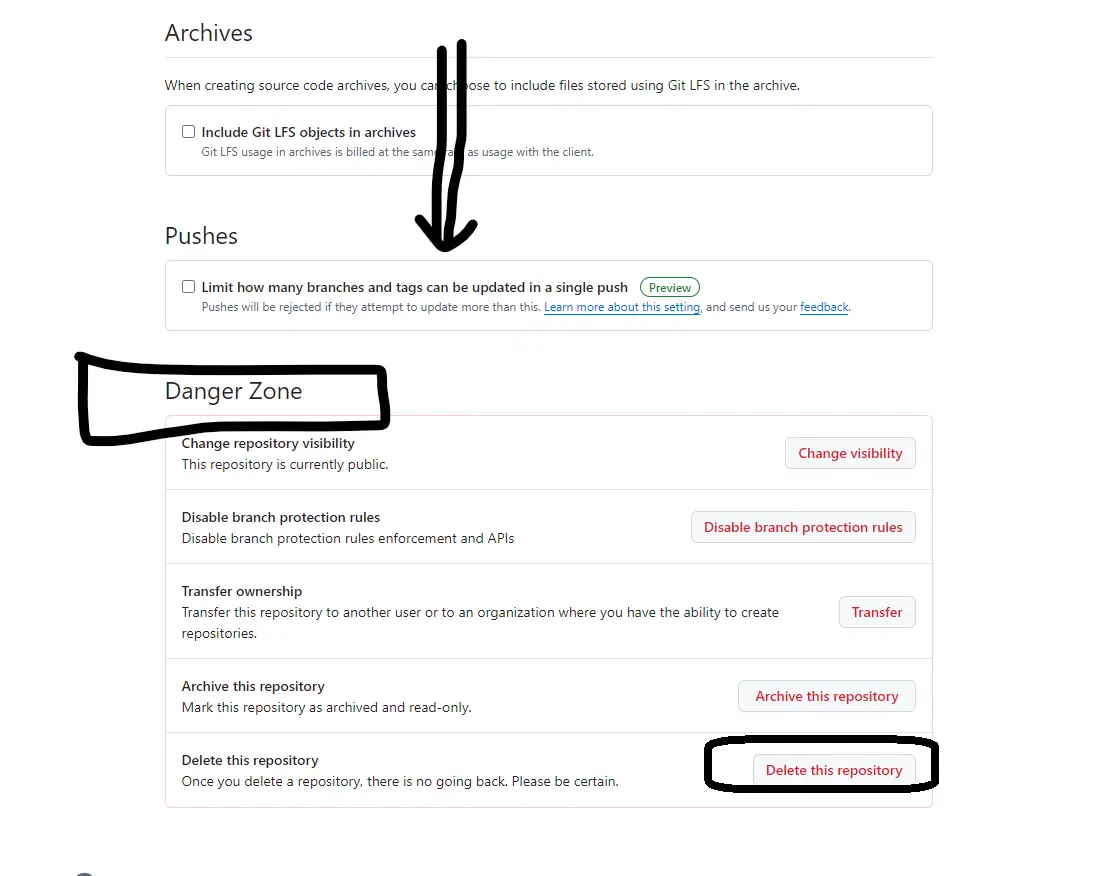 Archives
When creating source code archives, you can choose to include files stored using Git LFS in the archive.
Include Git LFS objects in archives
Git LFS usage in archives is billed at the same rate as usage with the client.
Pushes
Limit how many branches and tags can be updated in a single push Preview
Pushes will be rejected if they attempt to update more than this. Learn more about this setting, and send us your feedback.
Danger Zone
Change repository visibility
This repository is currently public.
Change visibility
Disable branch protection rules
Disable branch protection rules enforcement and APIs
Disable branch protection rules
Transfer ownership
Transfer this repository to another user or to an organization where you have the ability to create
repositories.
Transfer
Archive this repository
Mark this repository as archived and read-only.
Archive this repository
Delete this repository
Once you delete a repository, there is no going back. Please be certain.
Delete this repository